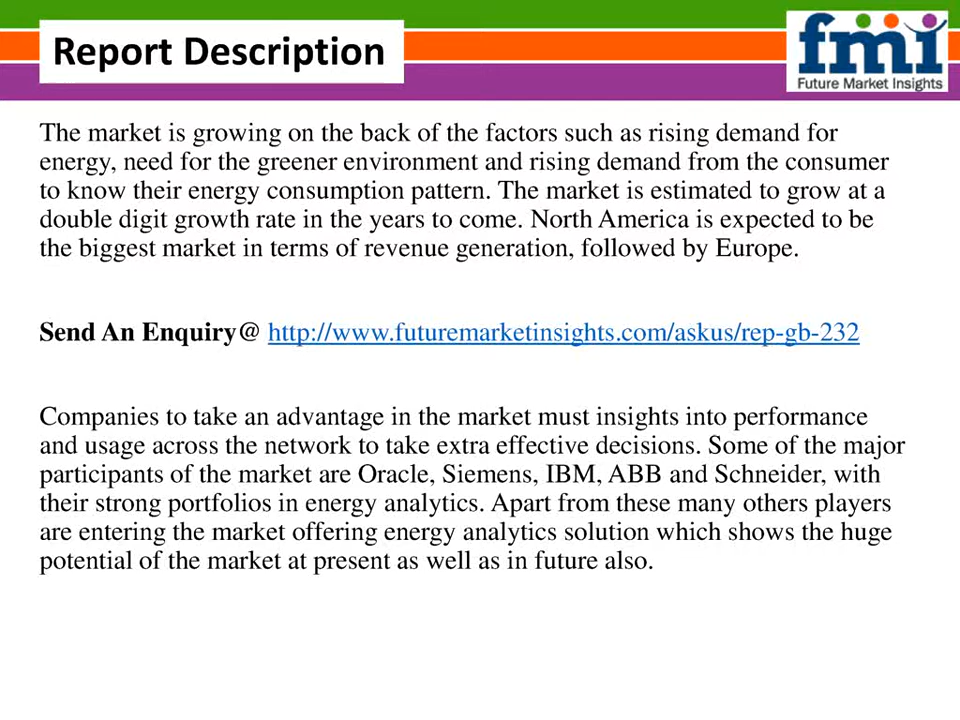 Report Description
fmi
Future Market Insights
The market is growing on the back of the factors such as rising demand for
energy, need for the greener environment and rising demand from the consumer
to know their energy consumption pattern. The market is estimated to grow at a
double digit growth rate in the years to come. North America is expected to be
the biggest market in terms of revenue generation, followed by Europe.
Send An Enquiry@ http://www.futuremarketinsights.com/askus/rep-gb-232
Companies to take an advantage in the market must insights into performance
and usage across the network to take extra effective decisions. Some of the major
participants of the market are Oracle, Siemens, IBM, ABB and Schneider, with
their strong portfolios in energy analytics. Apart from these many others players
are entering the market offering energy analytics solution which shows the huge
potential of the market at present as well as in future also.